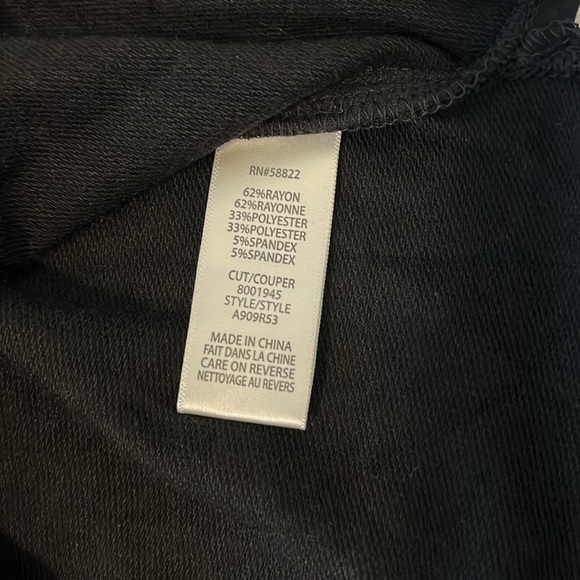 RN#58822
62%RAYON
62%RAYONNE
33%POLYESTER
33%POLYESTER
5%SPANDEX
5%SPANDEX
CUT/COUPER
8001945
STYLE/STYLE
A909R53
MADE IN CHINA
FAIT DANS LA CHINE
CARE ON REVERSE
NETTOYAGE AU REVERS